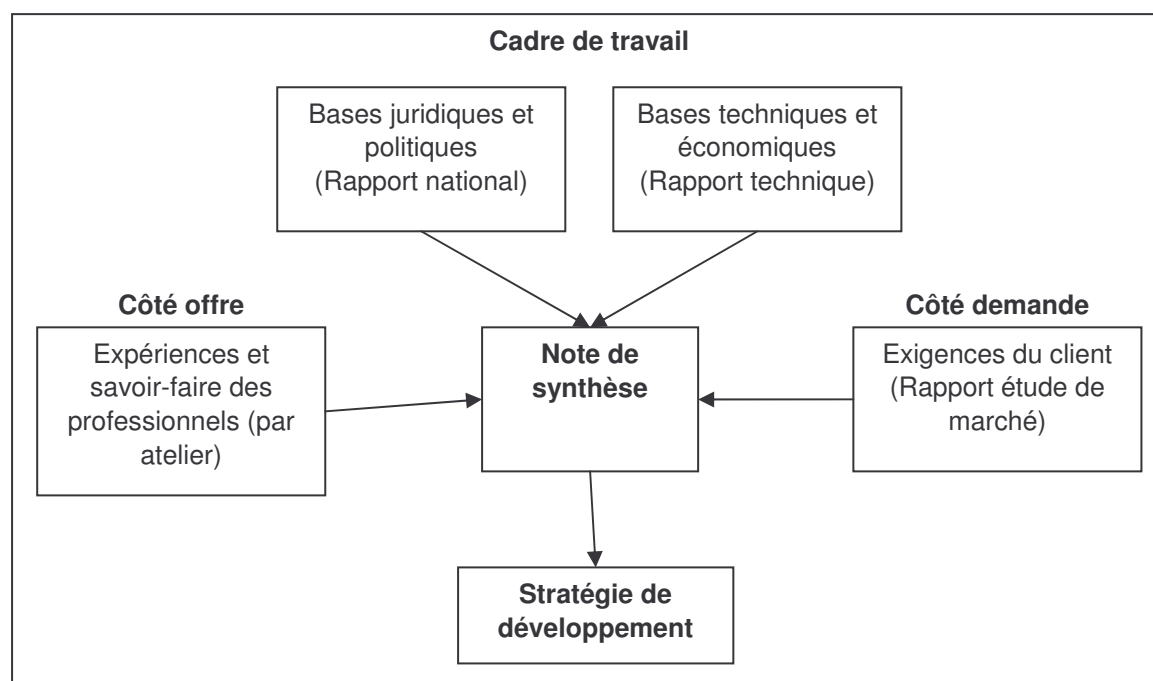 Cadre de travail
Bases juridiques et
politiques
(Rapport national)
Bases techniques et
économiques
(Rapport technique)
Côté offre
Expériences et
savoir-faire des
professionnels (par
atelier)
Note de
synthèse
Côté demande
Exigences du client
(Rapport étude de
marché)
Stratégie de
développement